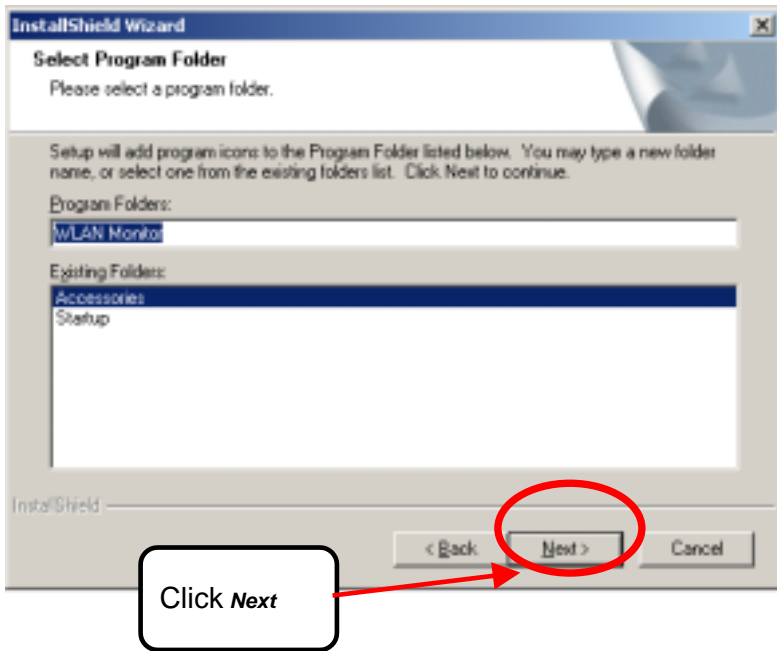 InstallShield Wizard
Select Program Folder
Please select a program folder.
Setup will add program icons to the Program Folder listed below. You may type a new folder
name, or select one from the existing folders list. Click Next to continue.
Program Folders:
WLAN Monitor
Existing Folders:
Accessories
Startup
InstallShield
< Back
Next >
Cancel
Click Next